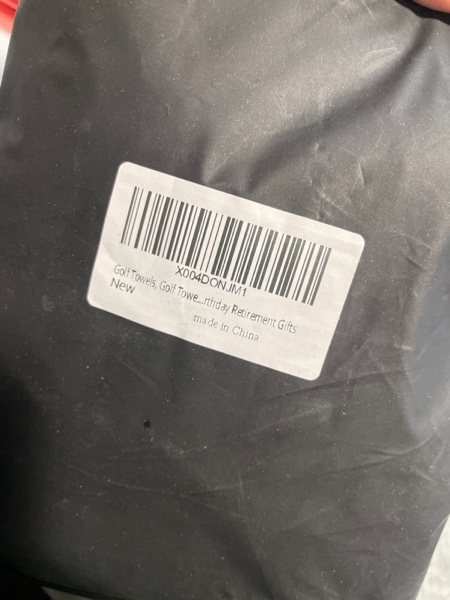 X004DONJM1
Golf Towels, Golf Towe...rthday Retirement Gifts
New
made in China